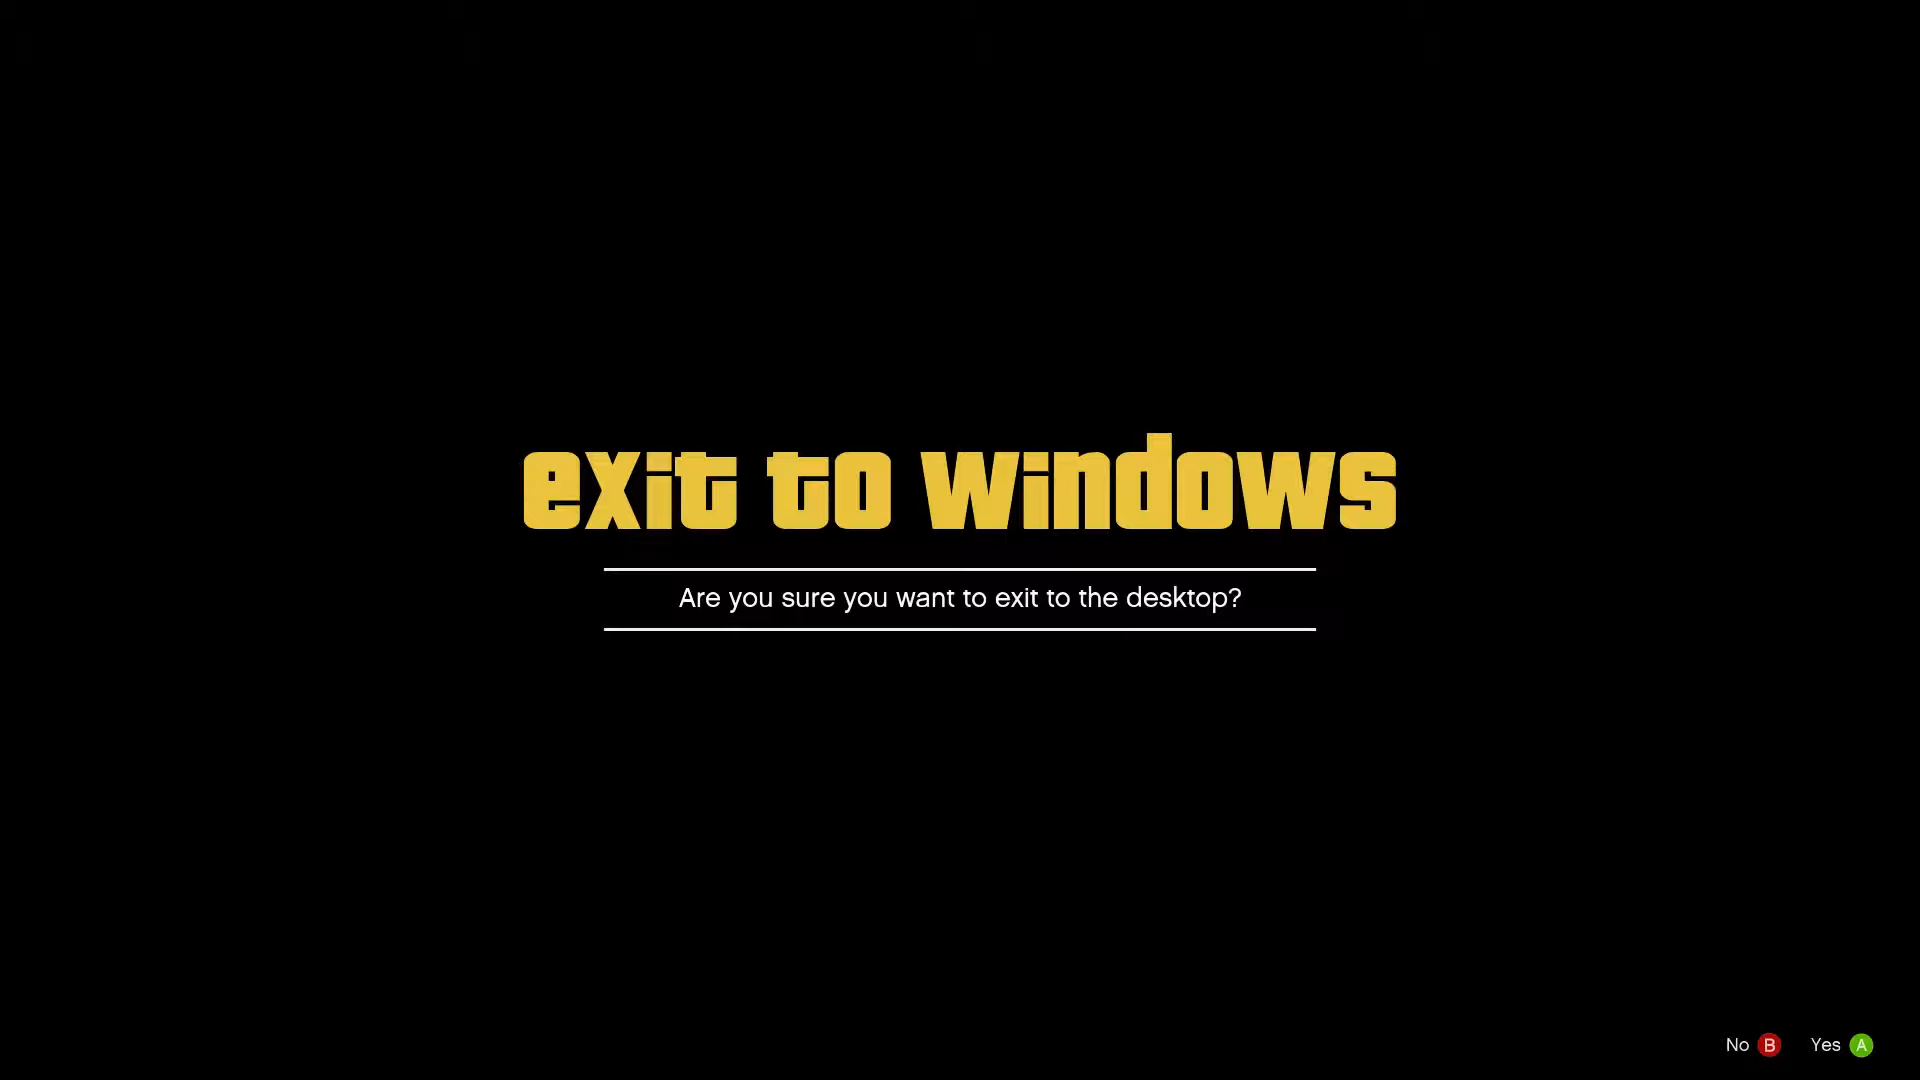 exit to windows
Are you sure you want to exit to the desktop?
No B Yes A